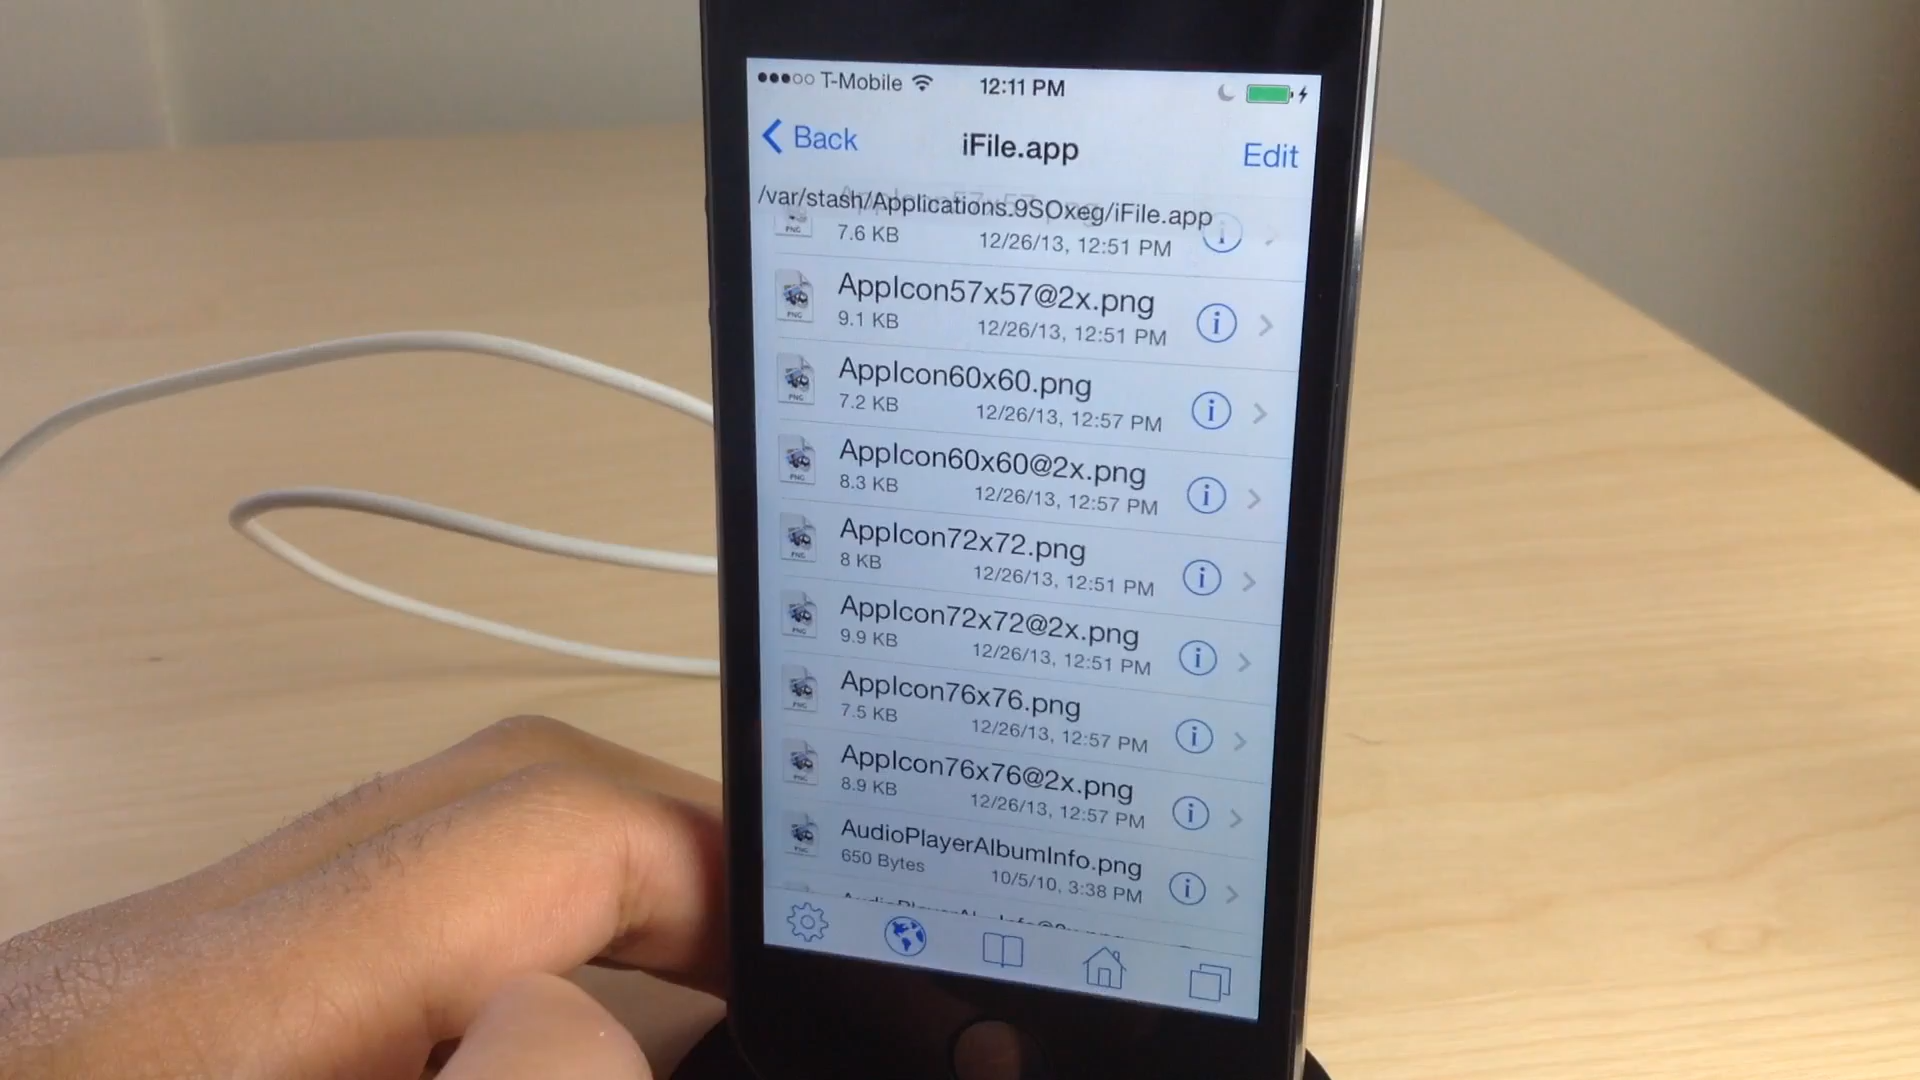 T-Mobile 12:11 PM
Back iFile.app Edit
/var/stash/Applications.9SOxeg/iFile.app
7.6 KB 12/26/13, 12:51 PM
AppIcon57x57@2x.png
9.1 KB 12/26/13, 12:51 PM
AppIcon60x60.png
7.2 KB 12/26/13, 12:57 PM
AppIcon60x60@2x.png
8.3 KB 12/26/13, 12:57 PM
AppIcon72x72.png
8 KB 12/26/13, 12:51 PM
AppIcon72x72@2x.png
9.9 KB 12/26/13, 12:51 PM
AppIcon76x76.png
7.5 KB 12/26/13, 12:57 PM
AppIcon76x76@2x.png
8.9 KB 12/26/13, 12:57 PM
AudioPlayerAlbumInfo.png
650 Bytes 10/5/10, 3:38 PM